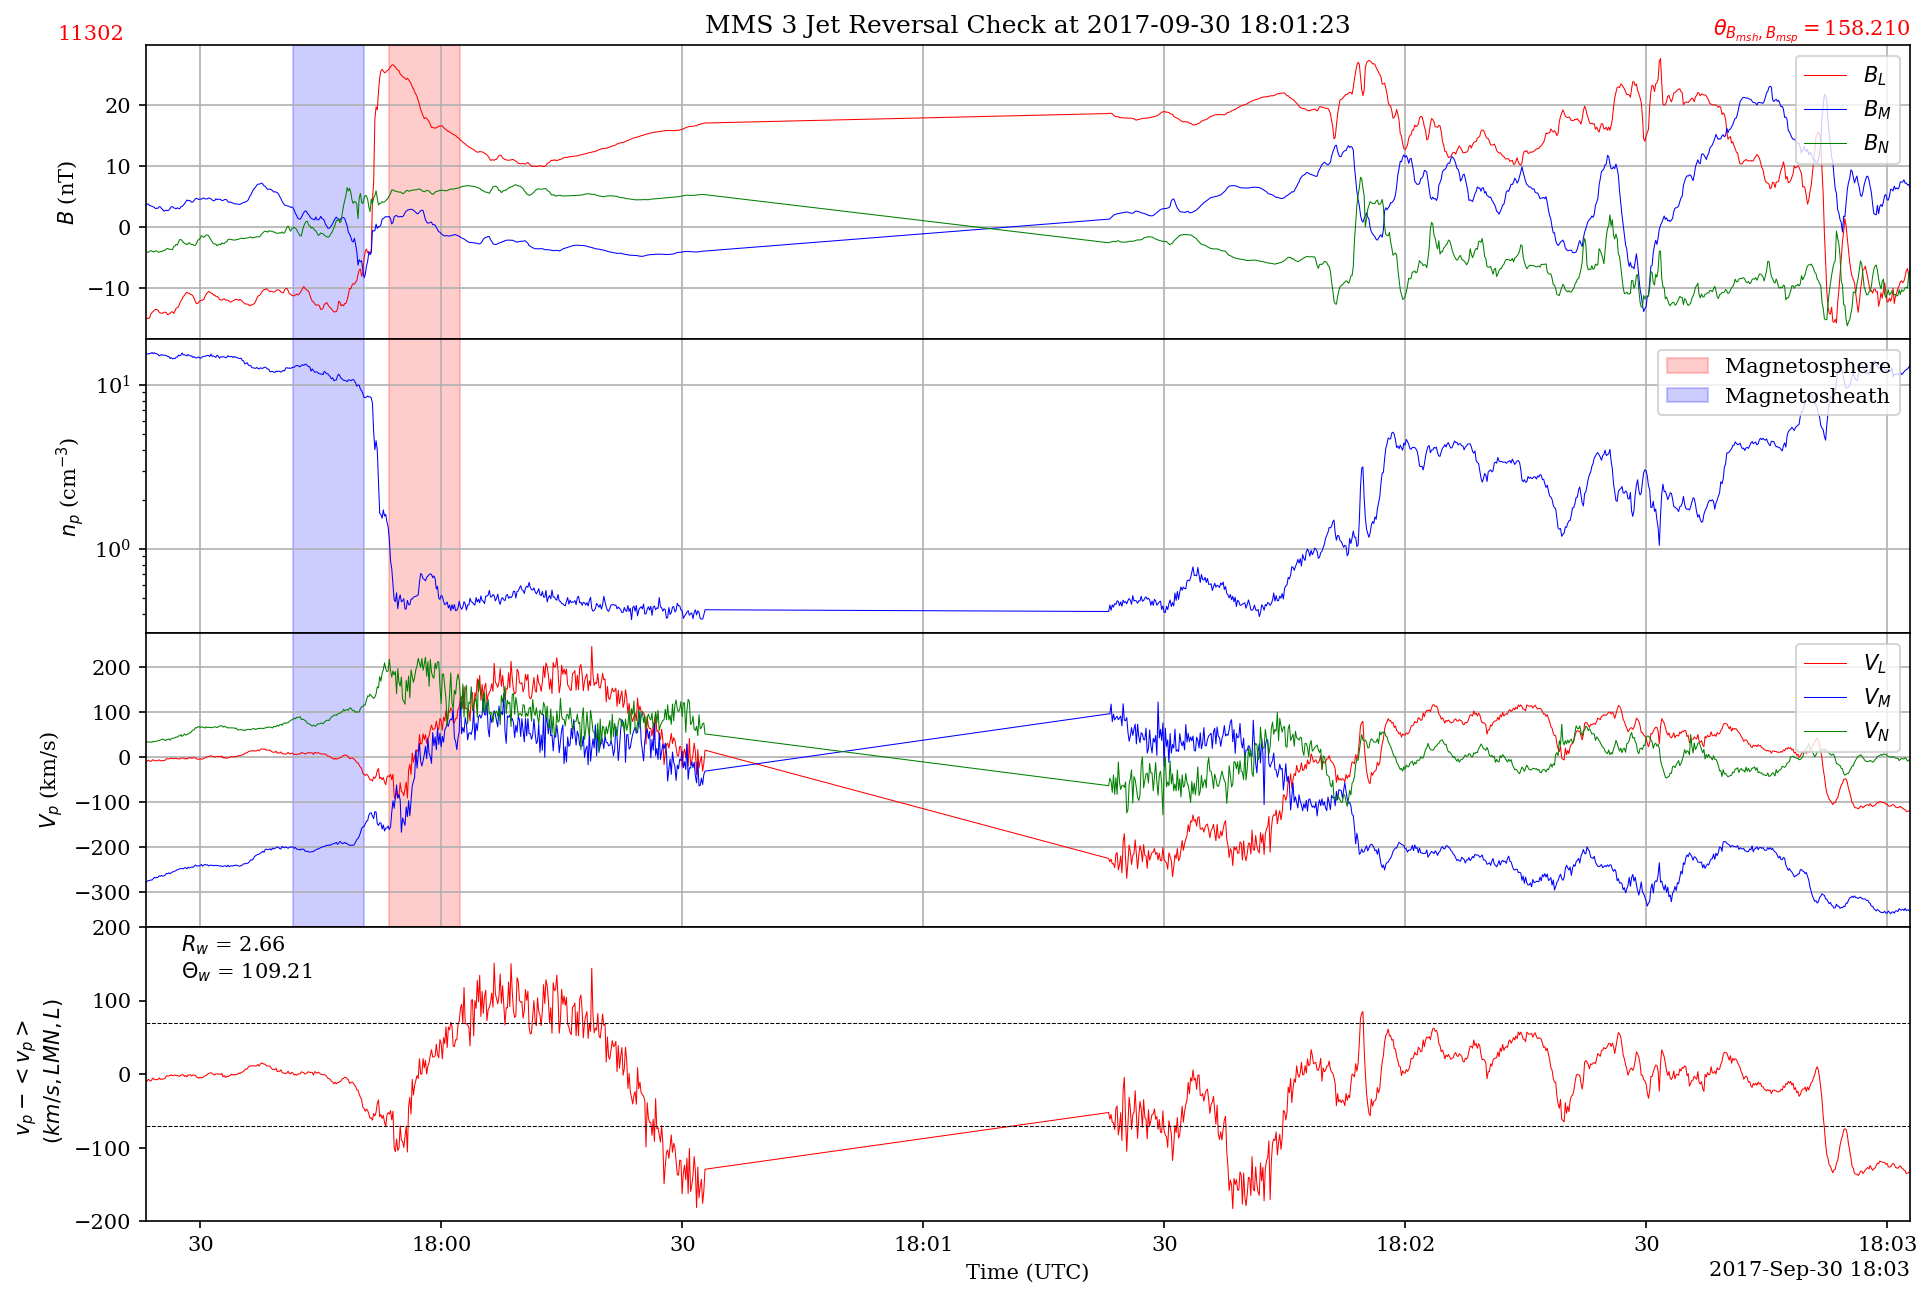 MMS 3 Jet Reversal Check at 2017-09-30 18:01:23
11302
θ_{B_{msh}, B_{msp}} = 158.210
B (nT)
20
10
0
−10
B_L
B_M
B_N
n_p (cm^{−3})
10^1
10^0
Magnetosphere
Magnetosheath
V_p (km/s)
200
100
0
−100
−200
−300
V_L
V_M
V_N
v_p − < v_p >
(km/s, LMN, L)
200
100
0
−100
−200
R_w = 2.66
Θ_w = 109.21
30
18:00
30
18:01
30
18:02
30
18:03
Time (UTC)
2017-Sep-30 18:03